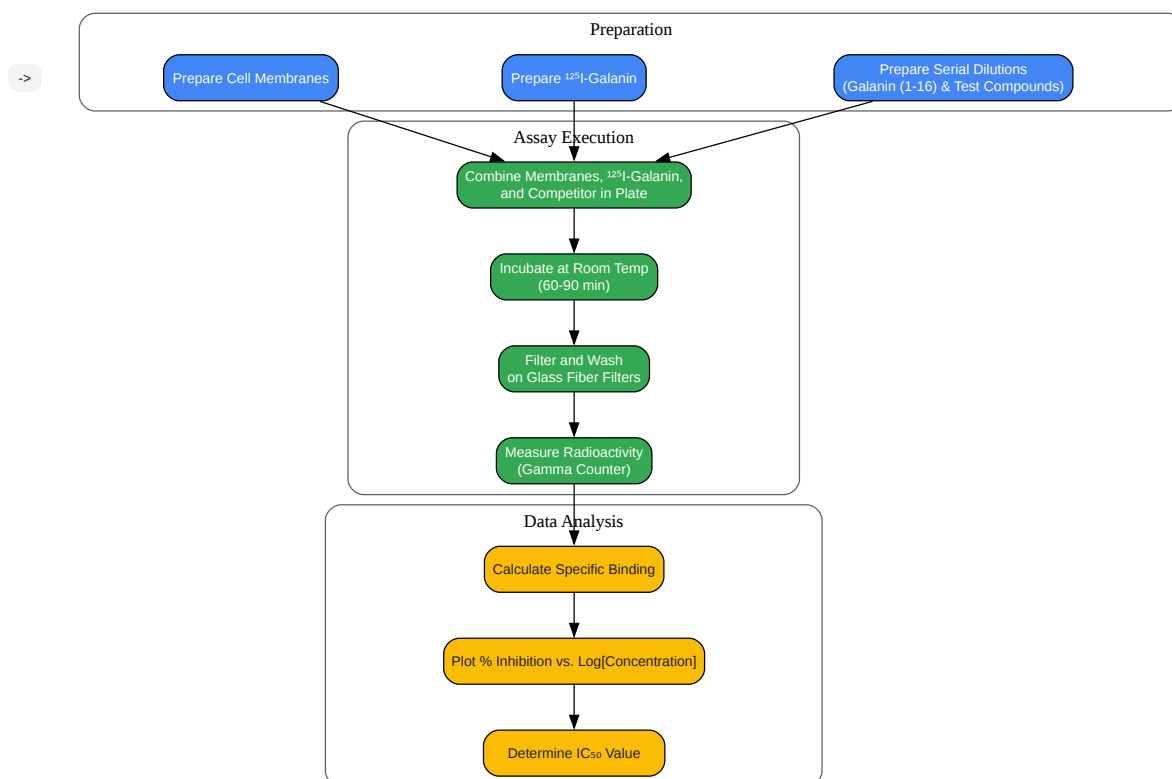 Preparation
->
Prepare Cell Membranes
Prepare ¹²⁵I-Galanin
Prepare Serial Dilutions
(Galanin (1-16) & Test Compounds)
Assay Execution
Combine Membranes, ¹²⁵I-Galanin,
and Competitor in Plate
Incubate at Room Temp
(60-90 min)
Filter and Wash
on Glass Fiber Filters
Measure Radioactivity
(Gamma Counter)
Data Analysis
Calculate Specific Binding
Plot % Inhibition vs. Log[Concentration]
Determine IC₅₀ Value